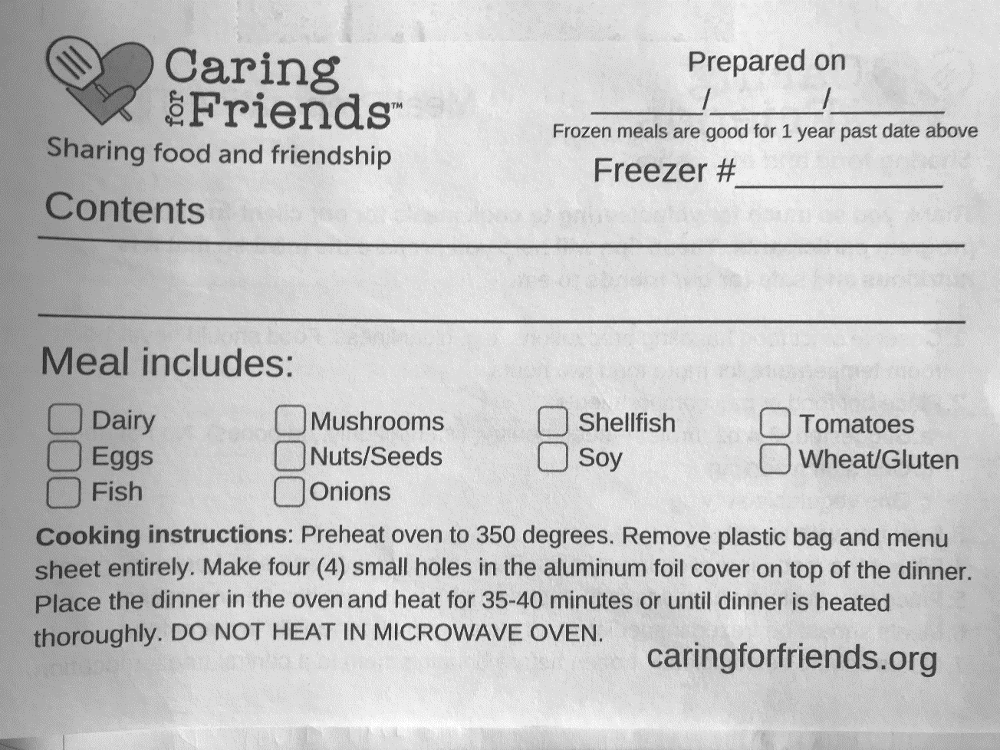 Caring
for Friends™
Sharing food and friendship
Prepared on
____/____/____
Frozen meals are good for 1 year past date above
Freezer #________
Contents
Meal includes:
Dairy
Eggs
Fish
Mushrooms
Nuts/Seeds
Onions
Shellfish
Soy
Tomatoes
Wheat/Gluten
Cooking instructions: Preheat oven to 350 degrees. Remove plastic bag and menu
sheet entirely. Make four (4) small holes in the aluminum foil cover on top of the dinner.
Place the dinner in the oven and heat for 35-40 minutes or until dinner is heated
thoroughly. DO NOT HEAT IN MICROWAVE OVEN.
caringforfriends.org